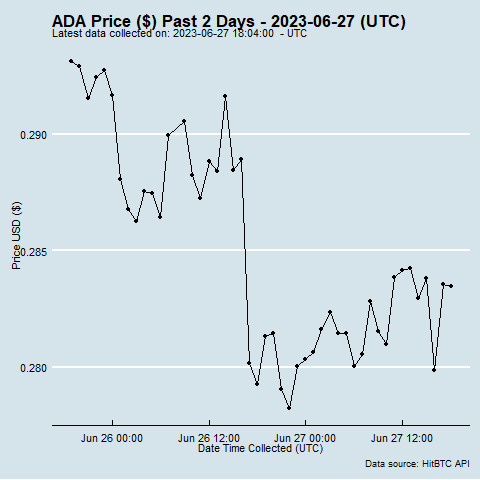 ADA Price ($) Past 2 Days - 2023-06-27 (UTC)
Latest data collected on: 2023-06-27 18:04:00 - UTC
0.290
0.285
0.280
Price USD ($)
Jun 26 00:00 Jun 26 12:00 Jun 27 00:00 Jun 27 12:00
Date Time Collected (UTC)
Data source: HitBTC API